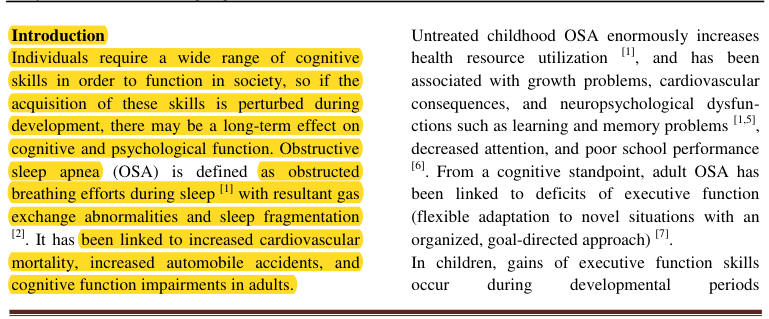 Introduction
Individuals require a wide range of cognitive
skills in order to function in society, so if the
acquisition of these skills is perturbed during
development, there may be a long-term effect on
cognitive and psychological function. Obstructive
sleep apnea (OSA) is defined as obstructed
breathing efforts during sleep [1] with resultant gas
exchange abnormalities and sleep fragmentation
[2]. It has been linked to increased cardiovascular
mortality, increased automobile accidents, and
cognitive function impairments in adults.
Untreated childhood OSA enormously increases
health resource utilization [1], and has been
associated with growth problems, cardiovascular
consequences, and neuropsychological dysfun-
ctions such as learning and memory problems [1,5],
decreased attention, and poor school performance
[6]. From a cognitive standpoint, adult OSA has
been linked to deficits of executive function
(flexible adaptation to novel situations with an
organized, goal-directed approach) [7].
In children, gains of executive function skills
occur during developmental periods